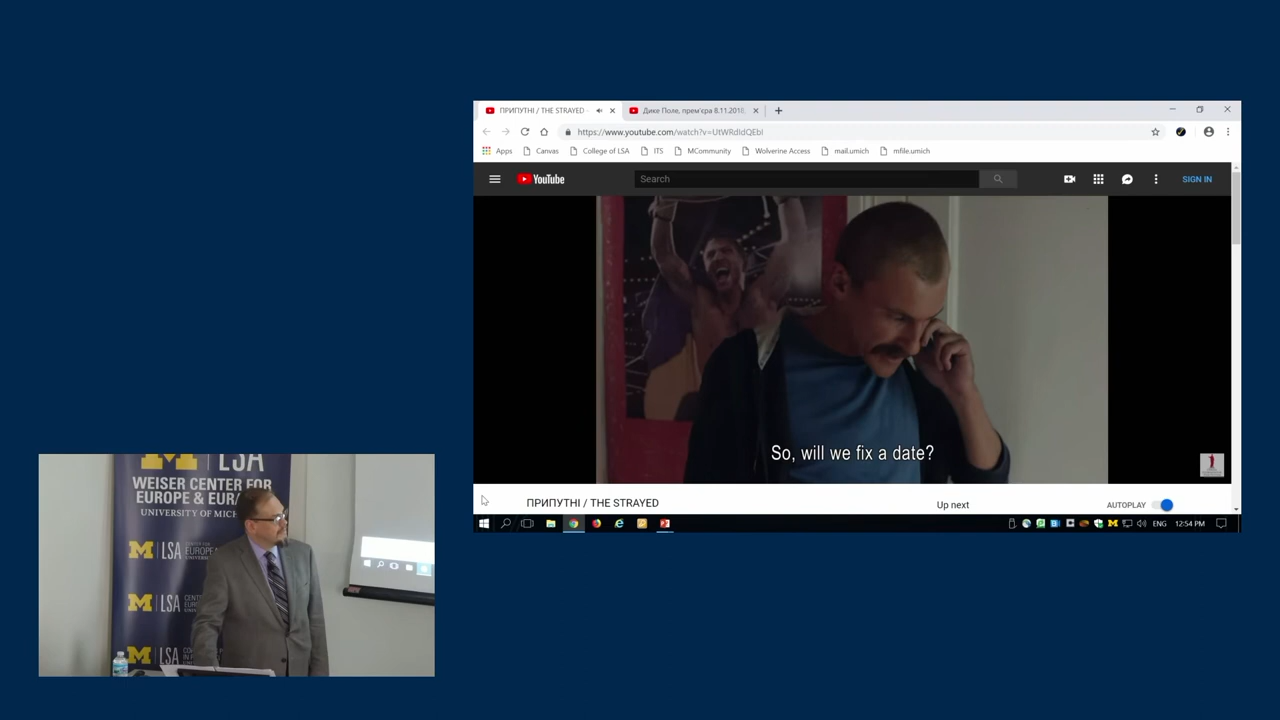 ПРИПУТНІ / THE STRAYED
Дике Поле, прем'єра 8.11.2018.
https://www.youtube.com/watch?v=UtWRdIdQEbI
Apps
Canvas
College of LSA
ITS
MCommunity
Wolverine Access
mail.umich
mfile.umich
YouTube
Search
SIGN IN
So, will we fix a date?
ПРИПУТНІ / THE STRAYED
Up next
AUTOPLAY
ENG
12:54 PM
M LSA
WEISER CENTER FOR
EUROPE & EUR
UNIVERSITY OF MICH
M LSA
EUROPEA
M LSA
M LSA